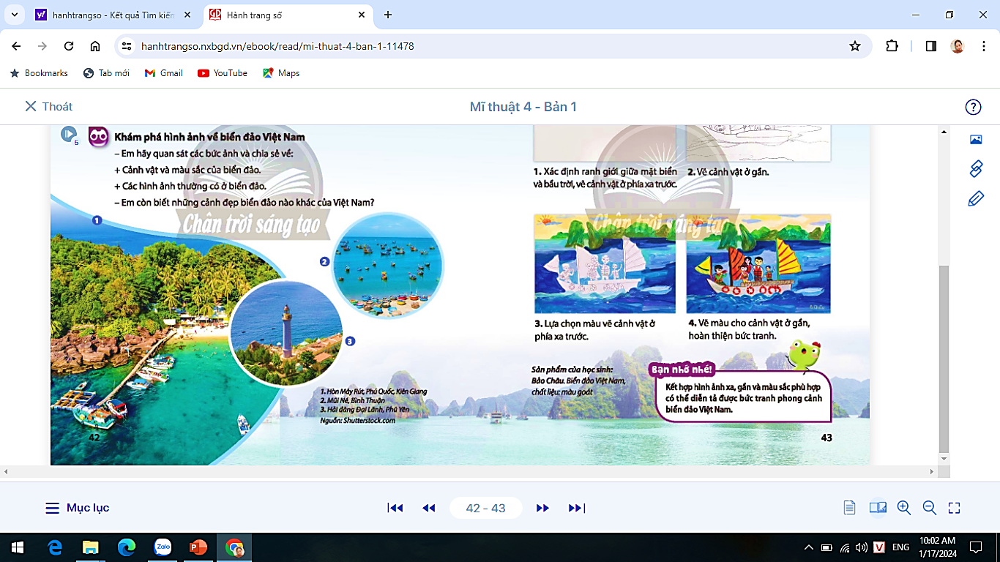 hanhtrangso - Kết quả Tìm kiến
Hành trang số
hanhtrangso.nxbgd.vn/ebook/read/mi-thuat-4-ban-1-11478
Bookmarks
Tab mới
Gmail
YouTube
Maps
Thoát
Mĩ thuật 4 - Bản 1
5
Khám phá hình ảnh về biển đảo Việt Nam
– Em hãy quan sát các bức ảnh và chia sẻ về:
+ Cảnh vật và màu sắc của biển đảo.
+ Các hình ảnh thường có ở biển đảo.
– Em còn biết những cảnh đẹp biển đảo nào khác của Việt Nam?
Chân trời sáng tạo
1
2
3
1. Hòn Mây Rút, Phú Quốc, Kiên Giang
2. Mũi Né, Bình Thuận
3. Hải đăng Đại Lãnh, Phú Yên
Nguồn: Shutterstock.com
42
1. Xác định ranh giới giữa mặt biển
và bầu trời, vẽ cảnh vật ở phía xa trước.
2. Vẽ cảnh vật ở gần.
Chân trời sáng tạo
3. Lựa chọn màu vẽ cảnh vật ở
phía xa trước.
4. Vẽ màu cho cảnh vật ở gần,
hoàn thiện bức tranh.
Sản phẩm của học sinh:
Bảo Châu. Biển đảo Việt Nam,
chất liệu: màu goát
Bạn nhớ nhé!
Kết hợp hình ảnh xa, gần và màu sắc phù hợp
có thể diễn tả được bức tranh phong cảnh
biển đảo Việt Nam.
43
Mục lục
42 - 43
Zalo
V ENG
10:02 AM
1/17/2024